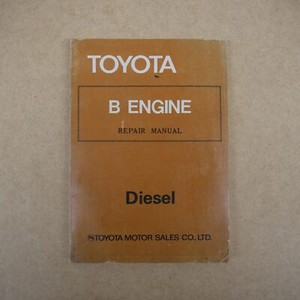 TOYOTA
B ENGINE
REPAIR MANUAL
Diesel
TOYOTA MOTOR SALES CO., LTD.